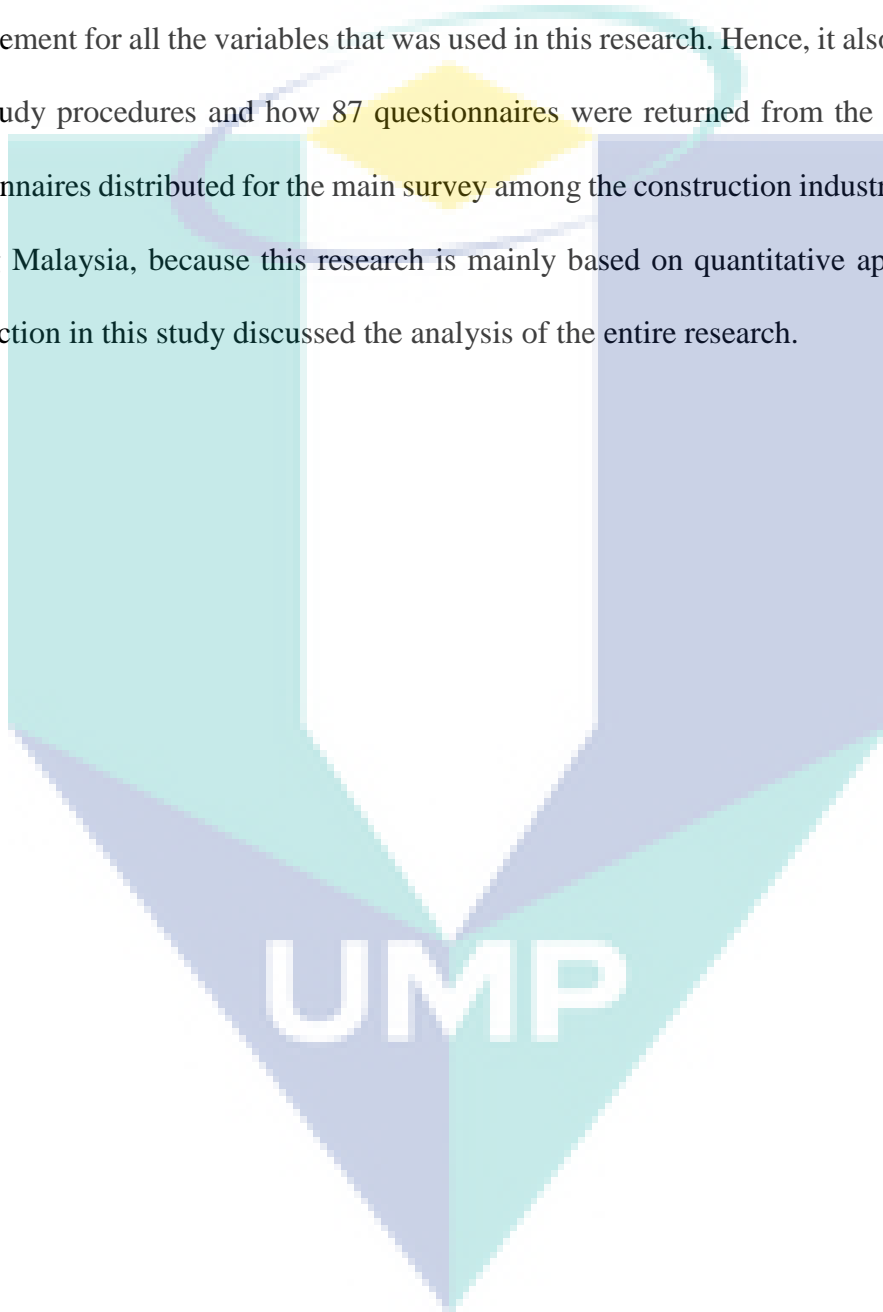 ement for all the variables that was used in this research. Hence, it also
udy procedures and how 87 questionnaires were returned from the
nnaires distributed for the main survey among the construction industr
Malaysia, because this research is mainly based on quantitative ap
ction in this study discussed the analysis of the entire research.
UMP